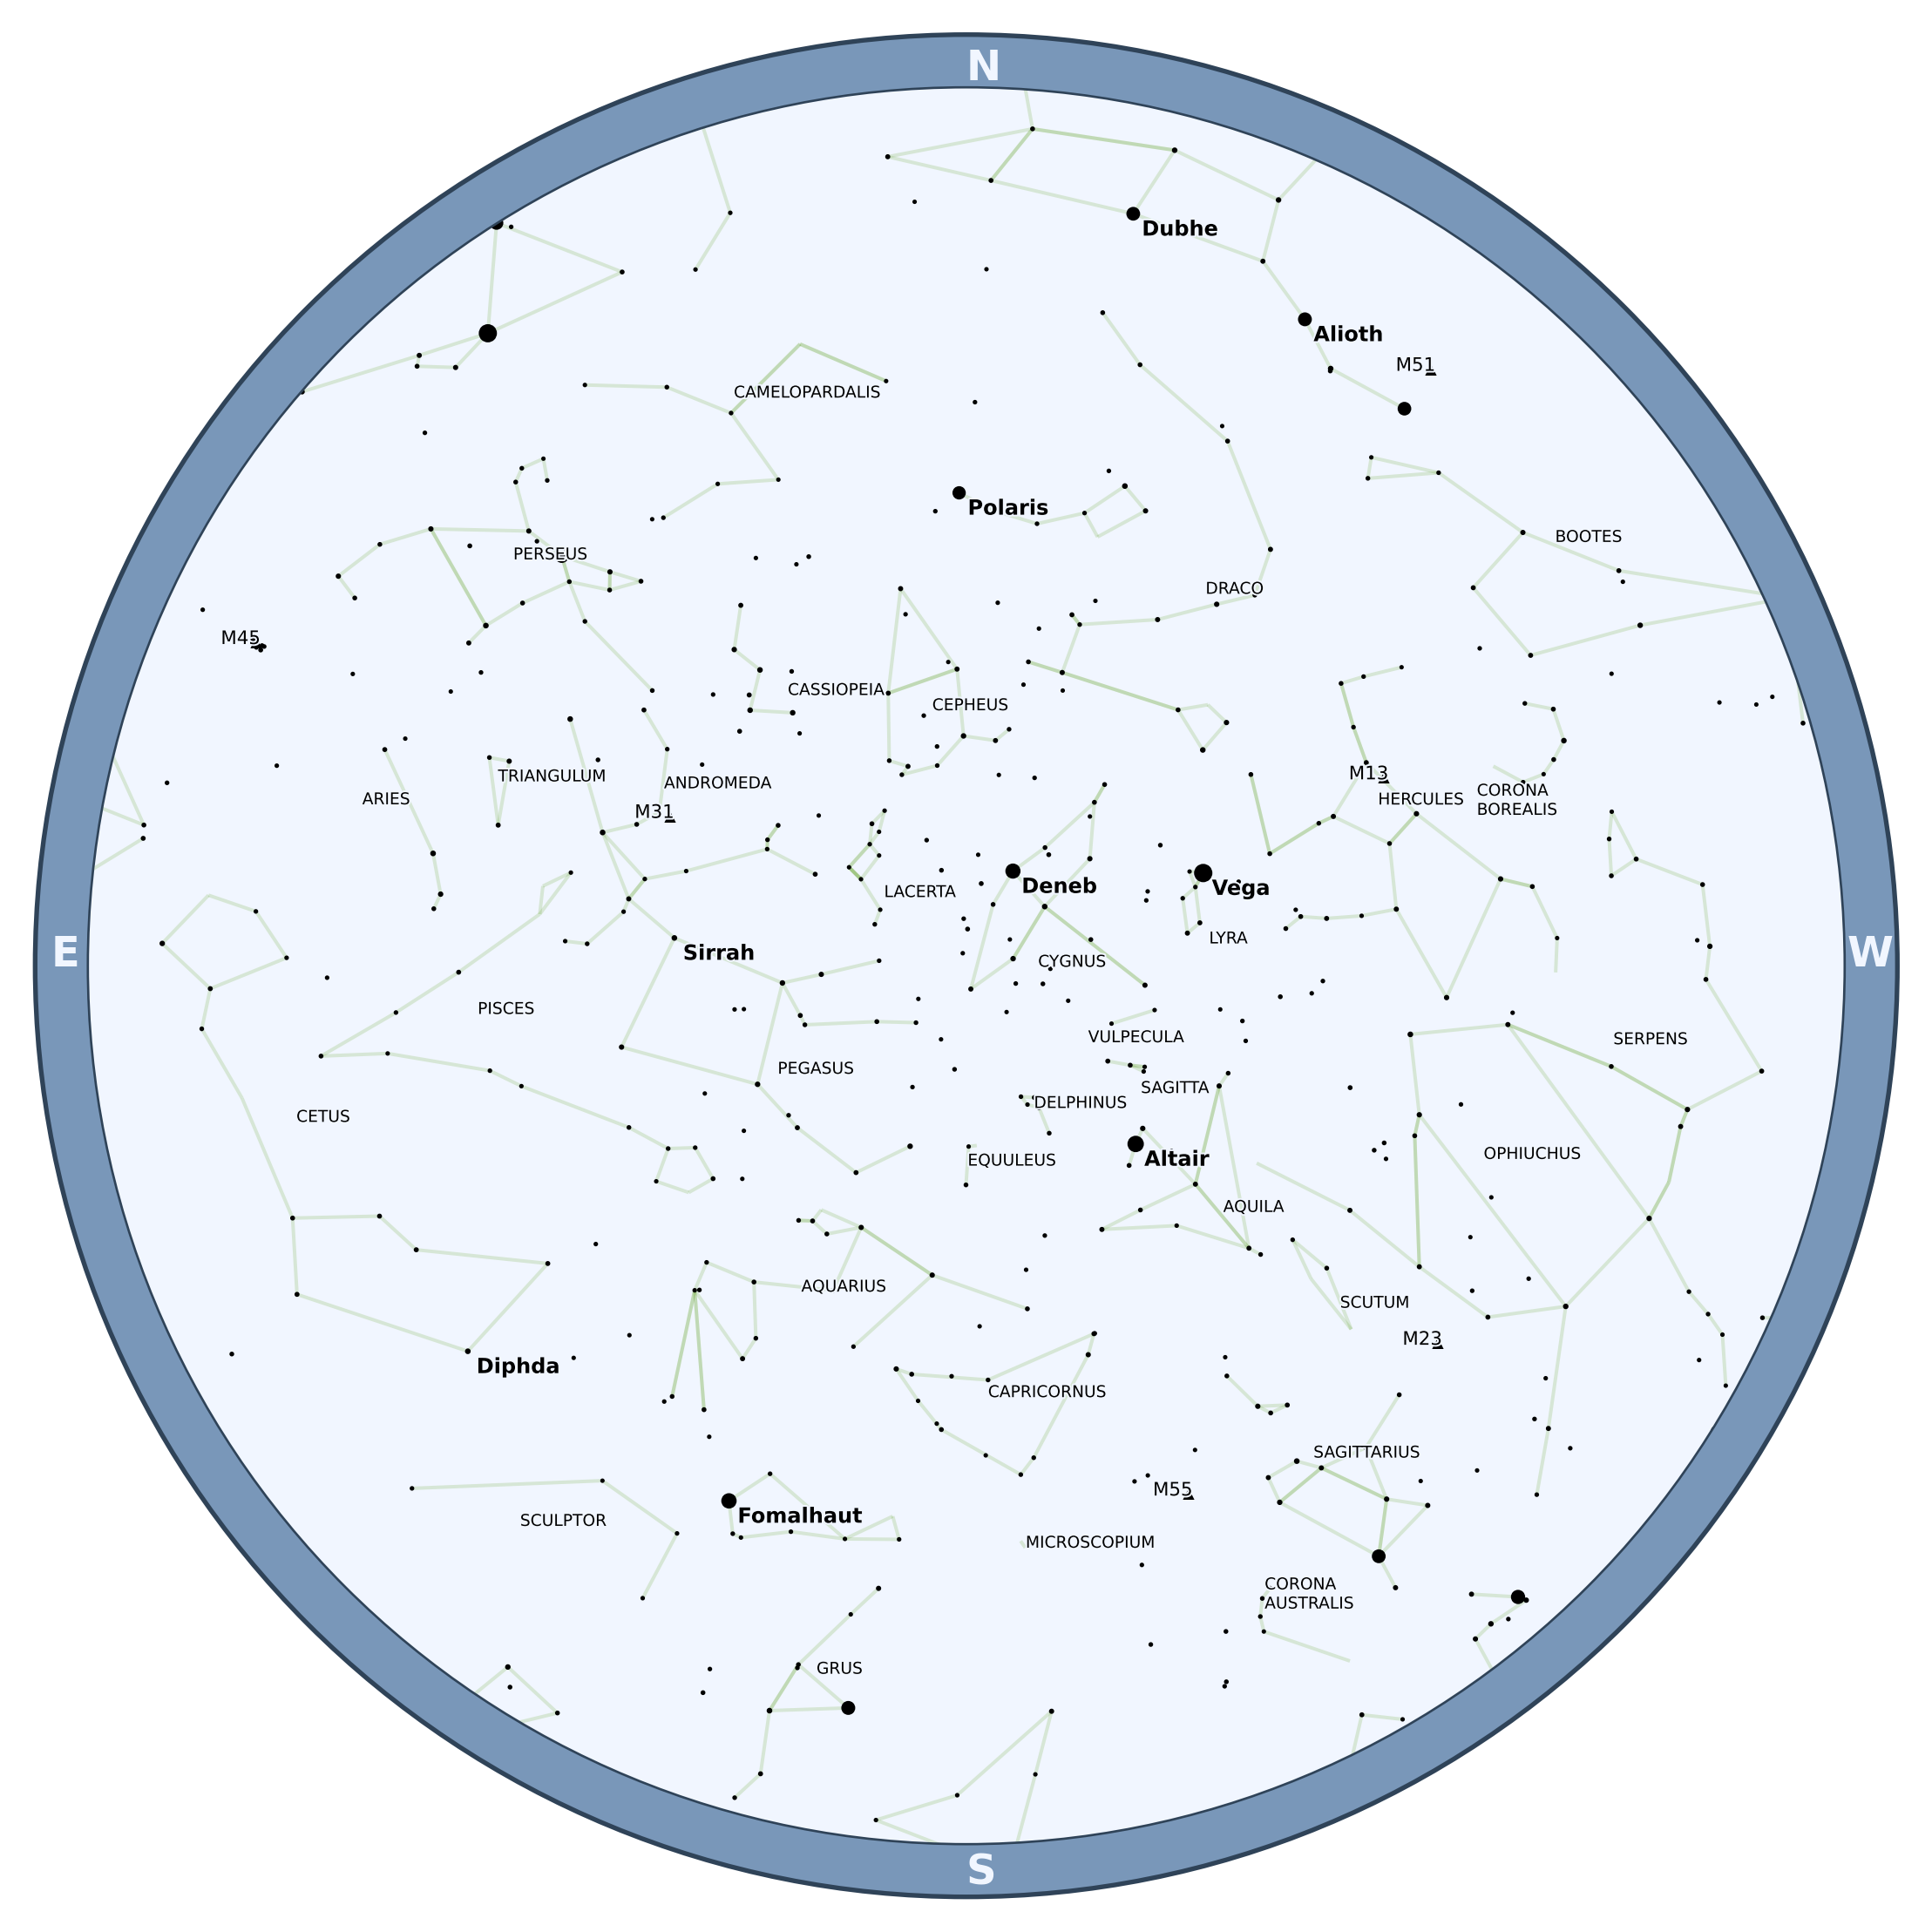 N
Dubhe
Alioth
M51
CAMELOPARDALIS
Polaris
BOOTES
PERSEUS
DRACO
M45
CASSIOPEIA
CEPHEUS
TRIANGULUM
ANDROMEDA
M13
ARIES
HERCULES
CORONA
BOREALIS
M31
LACERTA
Deneb
Vega
LYRA
E
Sirrah
CYGNUS
W
PISCES
VULPECULA
SERPENS
PEGASUS
SAGITTA
CETUS
DELPHINUS
EQUULEUS
Altair
OPHIUCHUS
AQUILA
AQUARIUS
SCUTUM
M23
Diphda
CAPRICORNUS
SAGITTARIUS
M55
SCULPTOR
Fomalhaut
MICROSCOPIUM
CORONA
AUSTRALIS
GRUS
S